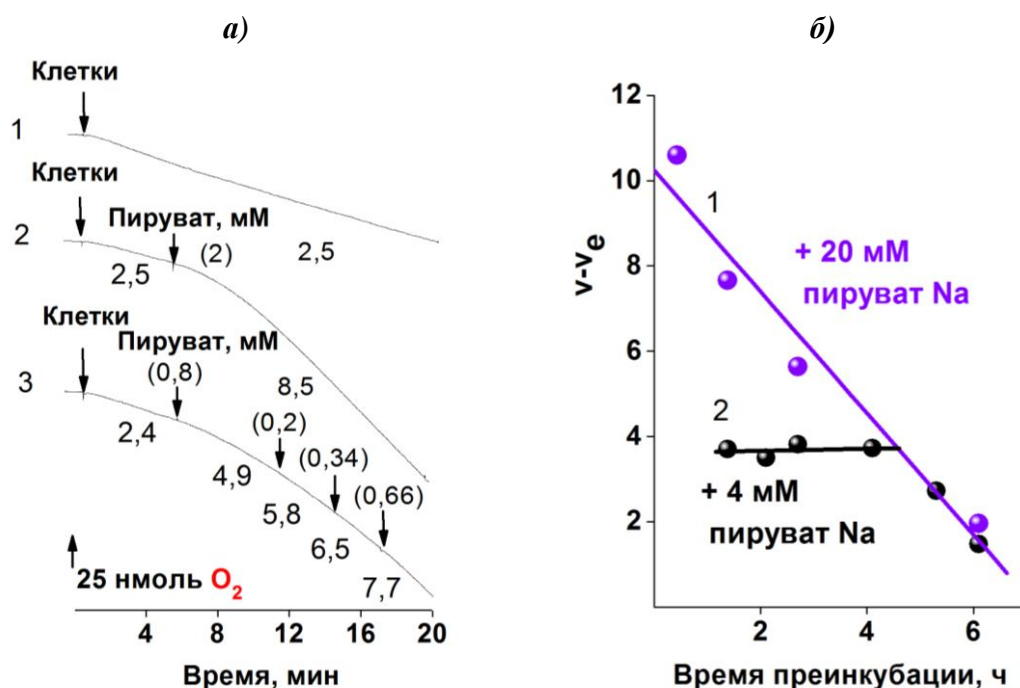 а)
Клетки
1
Клетки
2
Пируват, мМ
(2)
2,5
2,5
Клетки
Пируват, мМ
3
(0,8)
8,5
2,4
(0,2)
4,9
(0,34)
5,8
(0,66)
6,5
7,7
25 нмоль O2
4 8 12 16 20
Время, мин
б)
12
10
8
6
4
2
v-ve
1
+ 20 мМ
пируват Na
2
+ 4 мМ
пируват Na
2 4 6
Время преинкубации, ч